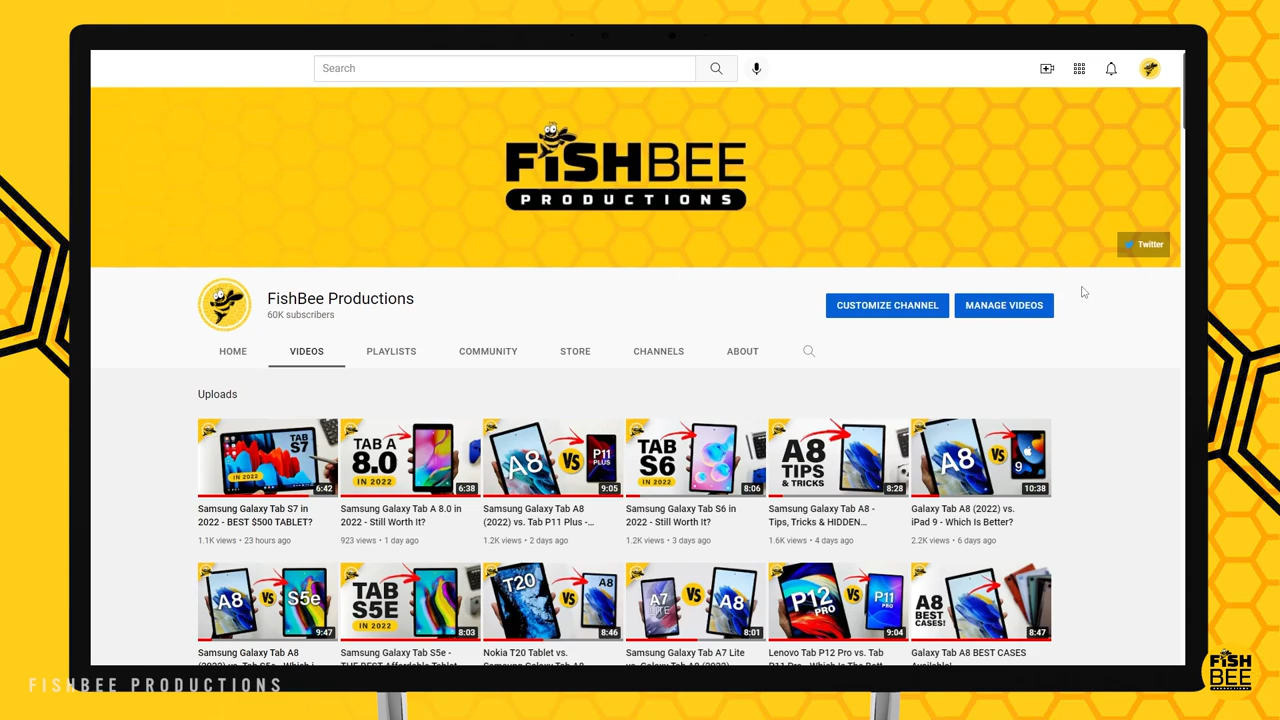 Search
FiSHBEE
PRODUCTIONS
Twitter
FishBee Productions
60K subscribers
CUSTOMIZE CHANNEL
MANAGE VIDEOS
HOME
VIDEOS
PLAYLISTS
COMMUNITY
STORE
CHANNELS
ABOUT
Uploads
TAB
S7
IN 2022
6:42
TAB A
8.0
IN 2022
6:38
A8
VS
P11
PLUS
9:05
TAB
S6
IN 2022
8:06
A8
TIPS
& TRICKS
8:28
A8
VS
9
10:38
Samsung Galaxy Tab S7 in
2022 - BEST $500 TABLET?
1.1K views • 23 hours ago
Samsung Galaxy Tab A 8.0 in
2022 - Still Worth It?
923 views • 1 day ago
Samsung Galaxy Tab A8
(2022) vs. Tab P11 Plus -...
1.2K views • 2 days ago
Samsung Galaxy Tab S6 in
2022 - Still Worth It?
1.2K views • 3 days ago
Samsung Galaxy Tab A8 -
Tips, Tricks & HIDDEN...
1.6K views • 4 days ago
Galaxy Tab A8 (2022) vs.
iPad 9 - Which Is Better?
2.2K views • 6 days ago
A8
VS
S5e
9:47
TAB
S5E
IN 2022
8:03
T20
VS
A8
8:46
A7
LITE
VS
A8
8:01
P12
PRO
VS
P11
PRO
9:04
A8
BEST
CASES!
8:47
Samsung Galaxy Tab A8
Samsung Galaxy Tab S5e -
Nokia T20 Tablet vs.
Samsung Galaxy Tab A7 Lite
Lenovo Tab P12 Pro vs. Tab
Galaxy Tab A8 BEST CASES
FISHBEE PRODUCTIONS
FiSH
BEE
PRODUCTIONS